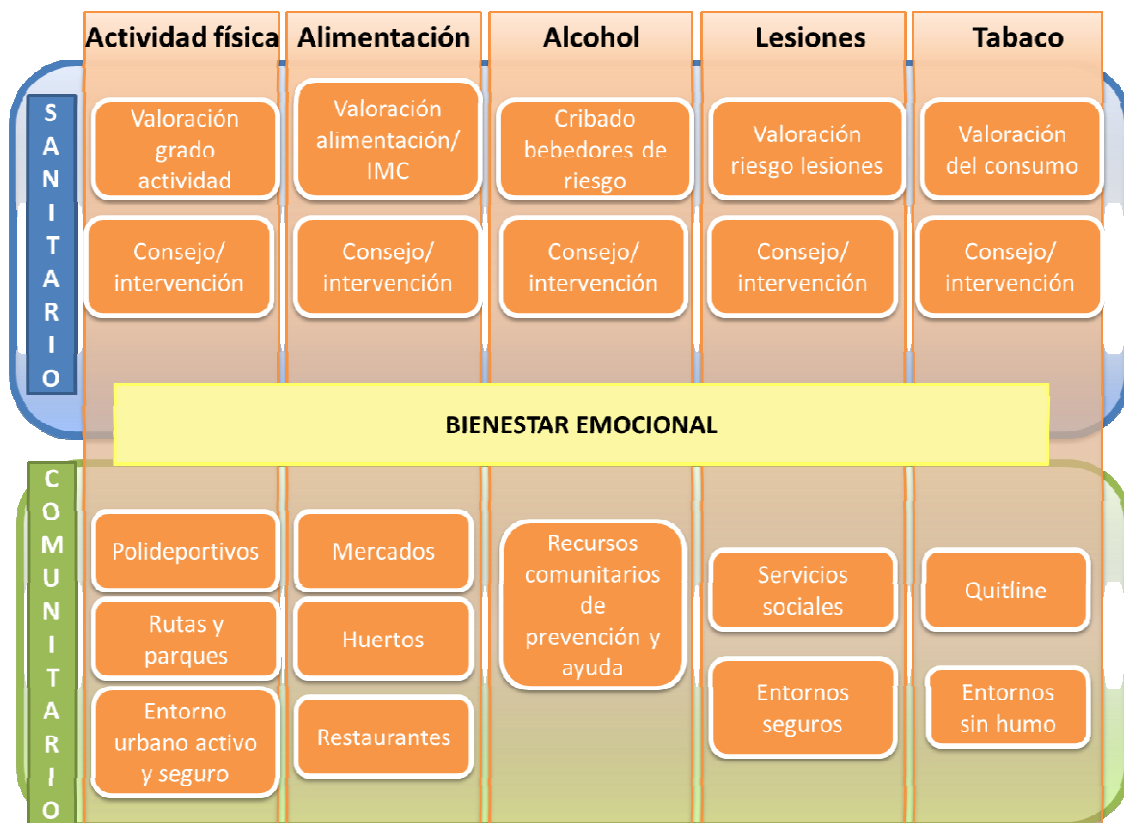 Actividad física
Alimentación
Alcohol
Lesiones
Tabaco
SANITARIO
Valoración
grado
actividad
Valoración
alimentación/
IMC
Cribado
bebedores de
riesgo
Valoración
riesgo lesiones
Valoración
del consumo
Consejo/
intervención
Consejo/
intervención
Consejo/
intervención
Consejo/
intervención
Consejo/
intervención
BIENESTAR EMOCIONAL
COMUNITARIO
Polideportivos
Rutas y
parques
Entorno
urbano activo
y seguro
Mercados
Huertos
Restaurantes
Recursos
comunitarios
de
prevención y
ayuda
Servicios
sociales
Entornos
seguros
Quitline
Entornos
sin humo